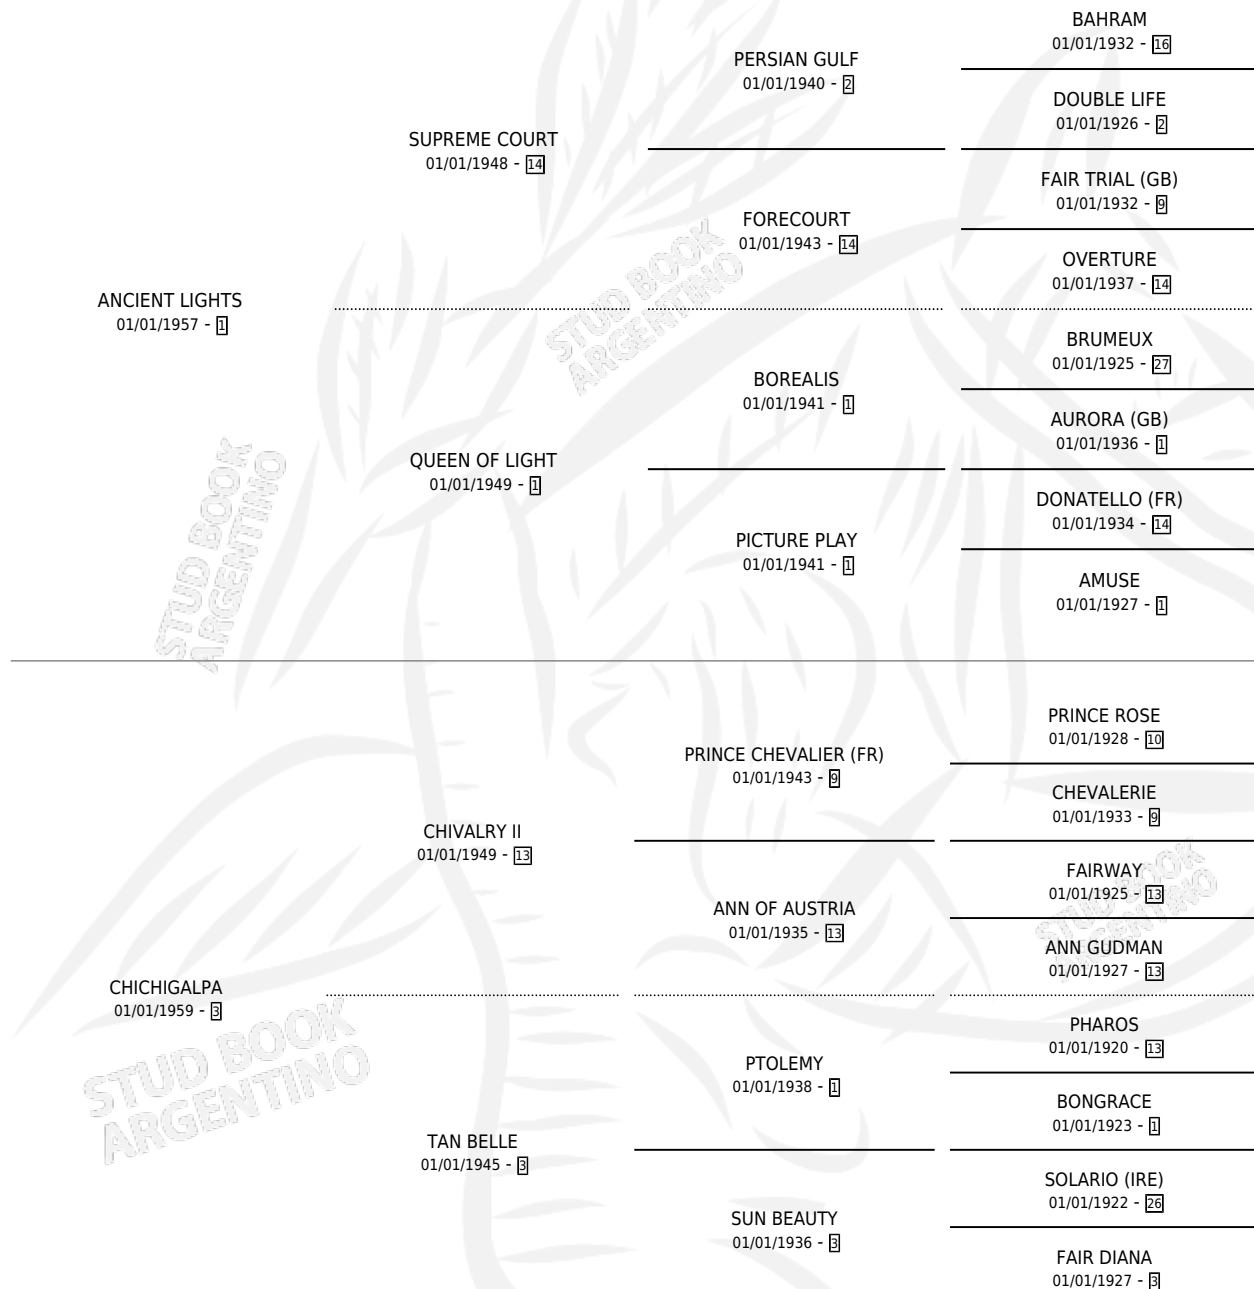 BAHRAM
01/01/1932 - 16
PERSIAN GULF
01/01/1940 - 2
DOUBLE LIFE
01/01/1926 - 2
SUPREME COURT
01/01/1948 - 14
FAIR TRIAL (GB)
01/01/1932 - 9
FORECOURT
01/01/1943 - 14
OVERTURE
01/01/1937 - 14
ANCIENT LIGHTS
01/01/1957 - 1
BRUMEUX
01/01/1925 - 27
BOREALIS
01/01/1941 - 1
AURORA (GB)
01/01/1936 - 1
QUEEN OF LIGHT
01/01/1949 - 1
DONATELLO (FR)
01/01/1934 - 14
PICTURE PLAY
01/01/1941 - 1
AMUSE
01/01/1927 - 1
PRINCE ROSE
01/01/1928 - 10
PRINCE CHEVALIER (FR)
01/01/1943 - 9
CHEVALERIE
01/01/1933 - 9
CHIVALRY II
01/01/1949 - 13
FAIRWAY
01/01/1925 - 13
ANN OF AUSTRIA
01/01/1935 - 13
ANN GUDMAN
01/01/1927 - 13
CHICHIGALPA
01/01/1959 - 3
PHAROS
01/01/1920 - 13
PTOLEMY
01/01/1938 - 1
BONGRACE
01/01/1923 - 1
TAN BELLE
01/01/1945 - 3
SOLARIO (IRE)
01/01/1922 - 26
SUN BEAUTY
01/01/1936 - 3
FAIR DIANA
01/01/1927 - 3
STUD BOOK
ARGENTINO
STUD BOOK
ARGENTINO
STUD BOOK
ARGENTINO
STUD BOOK
ARGENTINO